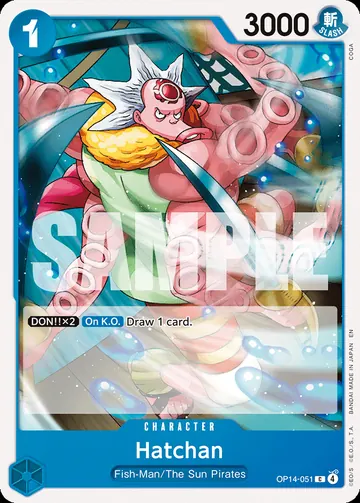 1
3000
斬
SLASH
COGA
SAMPLE
DON!!×2 On K.O. Draw 1 card.
CHARACTER
Hatchan
Fish-Man/The Sun Pirates
OP14-051 C 4
©E.O./S., T.A. BANDAI MADE IN JAPAN EN